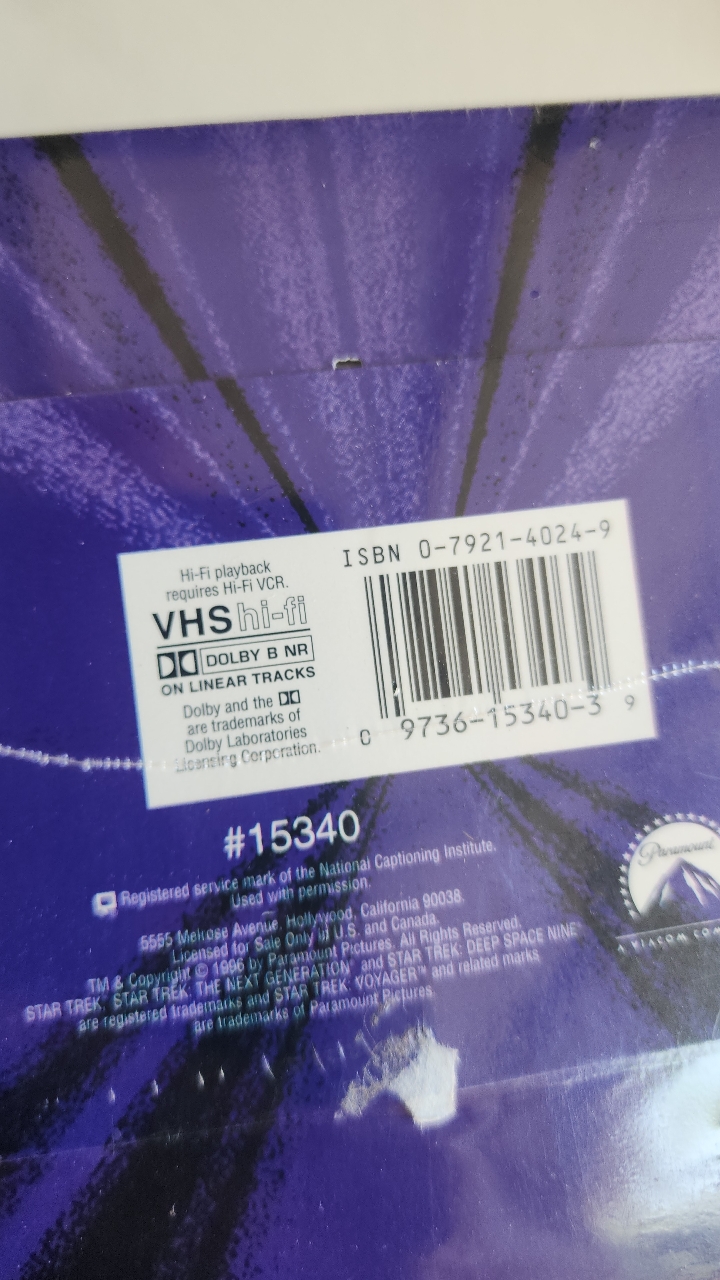 Hi-Fi playback
requires Hi-Fi VCR.
VHS hi-fi
DOLBY B NR
ON LINEAR TRACKS
Dolby and the
are trademarks of
Dolby Laboratories
Licensing Corporation.
ISBN 0-7921-4024-9
0 9736-15340-3 9
#15340
Registered service mark of the National Captioning Institute.
Used with permission.
5555 Melrose Avenue, Hollywood, California 90038.
Licensed for Sale Only in U.S. and Canada.
TM & Copyright © 1996 by Paramount Pictures. All Rights Reserved.
STAR TREK, STAR TREK: THE NEXT GENERATION and STAR TREK: DEEP SPACE NINE
are registered trademarks and STAR TREK: VOYAGER™ and related marks
are trademarks of Paramount Pictures.
Paramount
A VIACOM COM